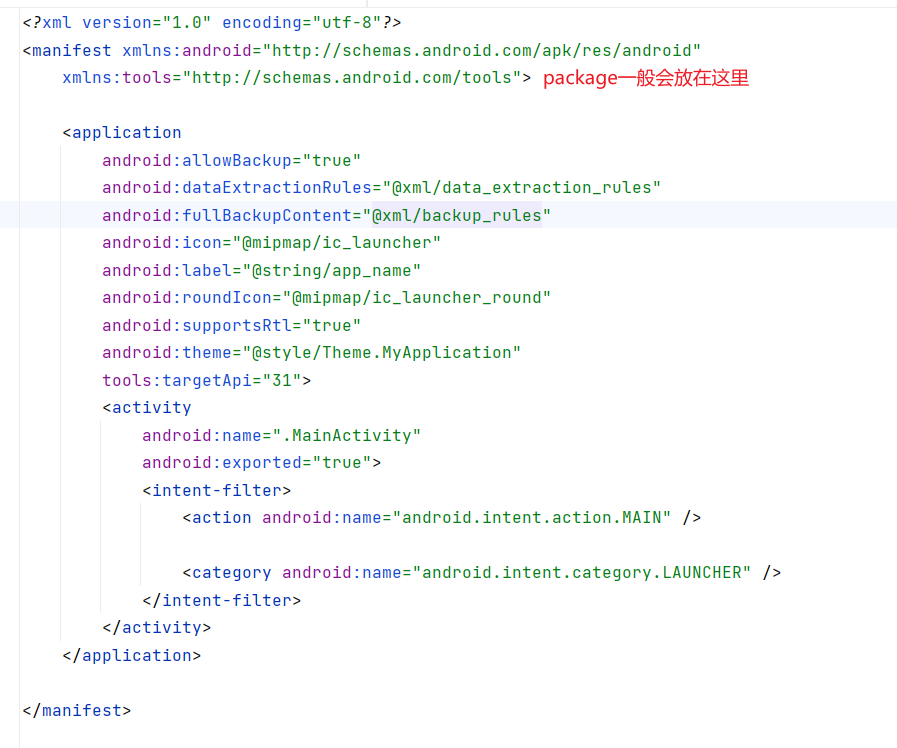 <?xml version="1.0" encoding="utf-8"?>
<manifest xmlns:android="http://schemas.android.com/apk/res/android"
    xmlns:tools="http://schemas.android.com/tools"> package一般会放在这里

    <application
        android:allowBackup="true"
        android:dataExtractionRules="@xml/data_extraction_rules"
        android:fullBackupContent="@xml/backup_rules"
        android:icon="@mipmap/ic_launcher"
        android:label="@string/app_name"
        android:roundIcon="@mipmap/ic_launcher_round"
        android:supportsRtl="true"
        android:theme="@style/Theme.MyApplication"
        tools:targetApi="31">
        <activity
            android:name=".MainActivity"
            android:exported="true">
            <intent-filter>
                <action android:name="android.intent.action.MAIN" />

                <category android:name="android.intent.category.LAUNCHER" />
            </intent-filter>
        </activity>
    </application>

</manifest>